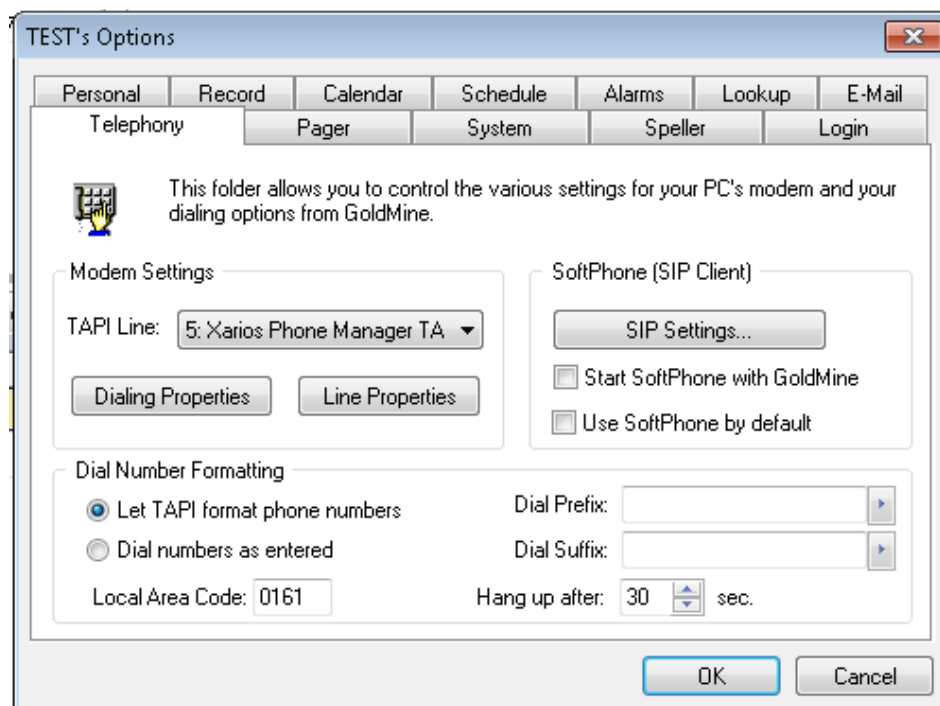 TEST's Options
Personal Record Calendar Schedule Alarms Lookup E-Mail
Telephony Pager System Speller Login
This folder allows you to control the various settings for your PC's modem and your
dialing options from GoldMine.
Modem Settings
TAPI Line: 5: Xarios Phone Manager TA
Dialing Properties Line Properties
SoftPhone (SIP Client)
SIP Settings...
Start SoftPhone with GoldMine
Use SoftPhone by default
Dial Number Formatting
Let TAPI format phone numbers Dial Prefix:
Dial numbers as entered Dial Suffix:
Local Area Code: 0161 Hang up after: 30 sec.
OK Cancel